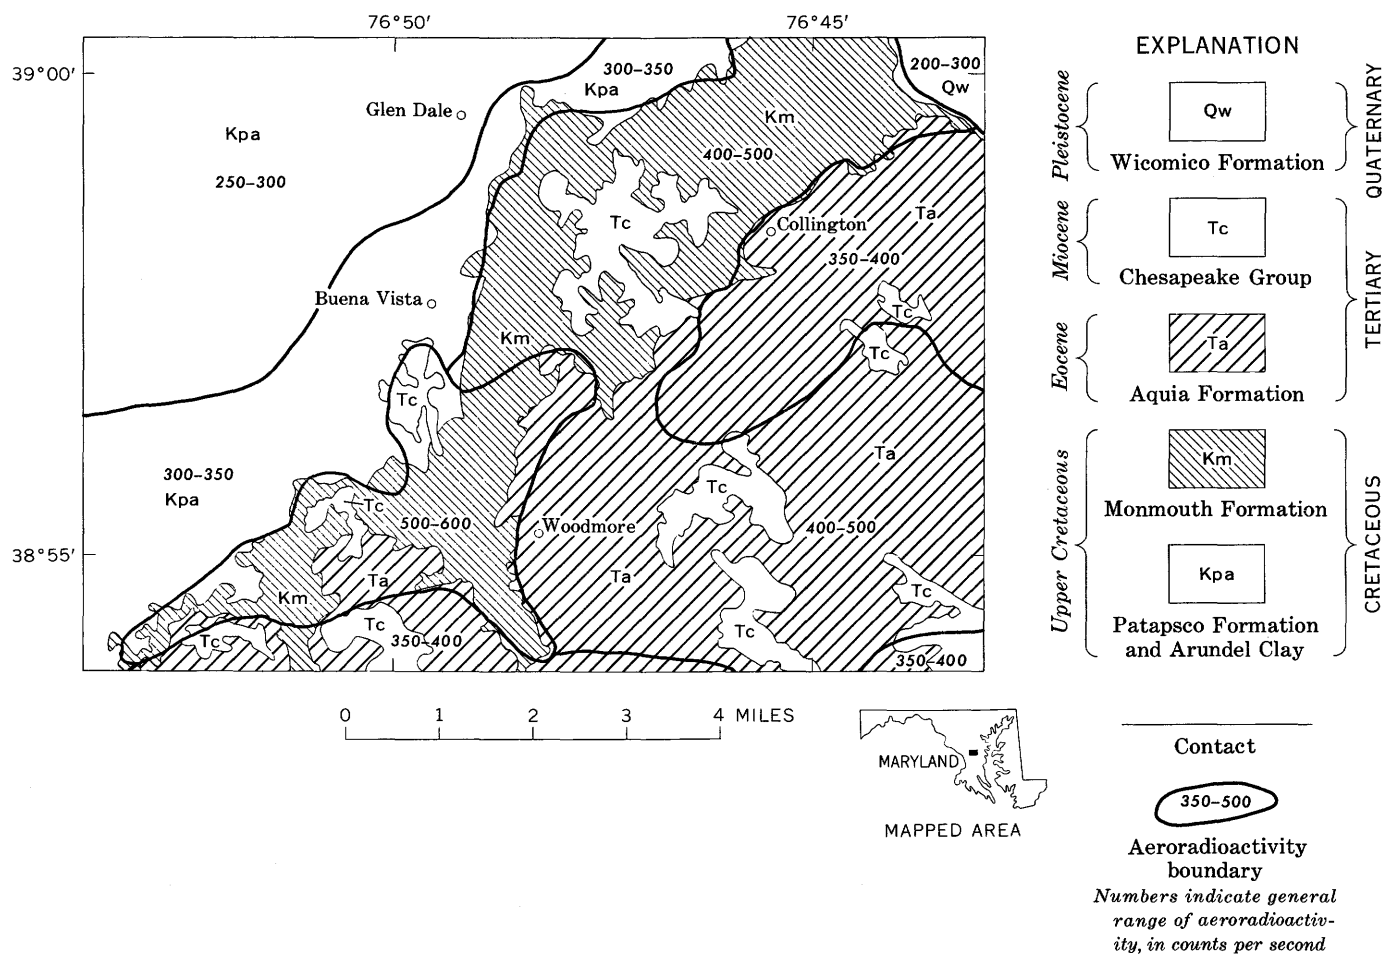 76°50′
76°45′
39°00′
38°55′
300–350
Kpa
200–300
Qw
Glen Dale
Kpa
250–300
Km
400–500
Tc
Ta
Collington
350–400
Buena Vista
Tc
Km
Tc
Tc
300–350
Kpa
Ta
Tc
Tc
500–600
Woodmore
400–500
Ta
Ta
Km
Tc
Tc
Tc
350–400
Tc
350–400
0 1 2 3 4 MILES
MARYLAND
MAPPED AREA
EXPLANATION
Pleistocene
Qw
Wicomico Formation
QUATERNARY
Miocene
Tc
Chesapeake Group
TERTIARY
Eocene
Ta
Aquia Formation
Upper Cretaceous
Km
Monmouth Formation
CRETACEOUS
Kpa
Patapsco Formation
and Arundel Clay
Contact
350–500
Aeroradioactivity
boundary
Numbers indicate general
range of aeroradioactiv-
ity, in counts per second